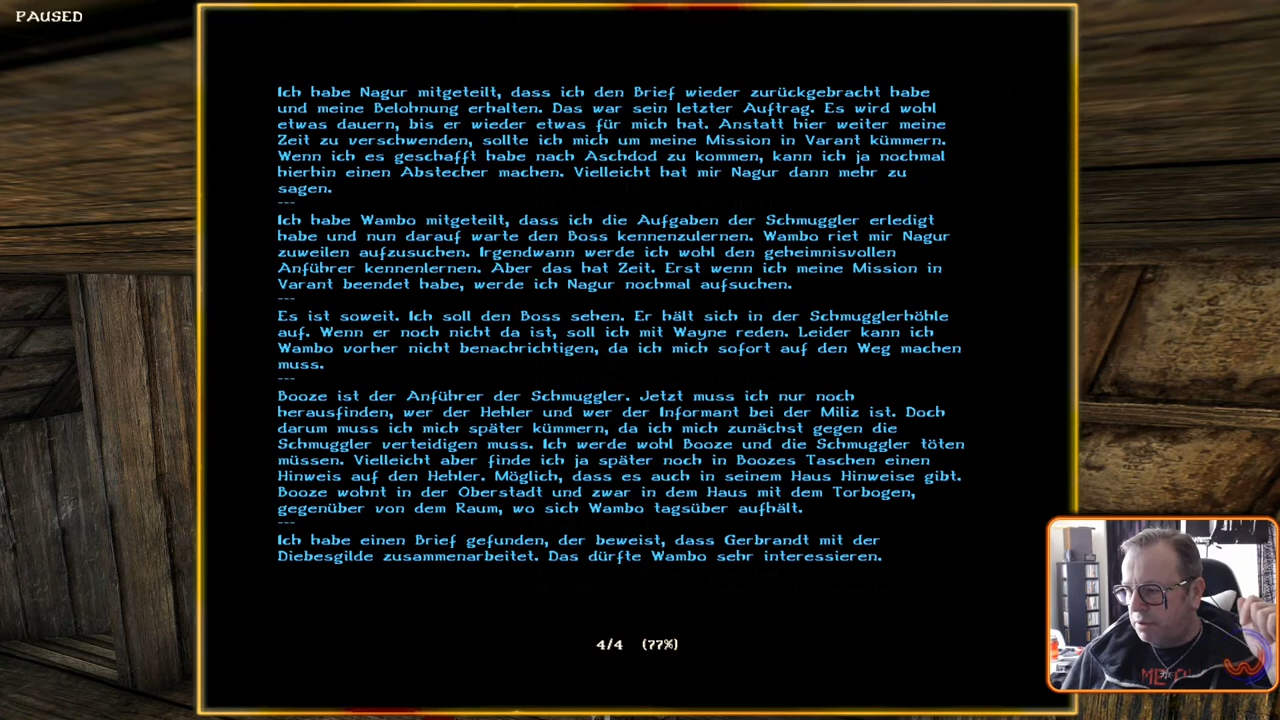 PAUSED
Ich habe Nagur mitgeteilt, dass ich den Brief wieder zurückgebracht habe
und meine Belohnung erhalten. Das war sein letzter Auftrag. Es wird wohl
etwas dauern, bis er wieder etwas für mich hat. Anstatt hier weiter meine
Zeit zu verschwenden, sollte ich mich um meine Mission in Varant kümmern.
Wenn ich es geschafft habe nach Aschdod zu kommen, kann ich ja nochmal
hierhin einen Abstecher machen. Vielleicht hat mir Nagur dann mehr zu
sagen.
---
Ich habe Wambo mitgeteilt, dass ich die Aufgaben der Schmuggler erledigt
habe und nun darauf warte den Boss kennenzulernen. Wambo riet mir Nagur
zuweilen aufzusuchen. Irgendwann werde ich wohl den geheimnisvollen
Anführer kennenlernen. Aber das hat Zeit. Erst wenn ich meine Mission in
Varant beendet habe, werde ich Nagur nochmal aufsuchen.
---
Es ist soweit. Ich soll den Boss sehen. Er hält sich in der Schmugglerhöhle
auf. Wenn er noch nicht da ist, soll ich mit Wayne reden. Leider kann ich
Wambo vorher nicht benachrichtigen, da ich mich sofort auf den Weg machen
muss.
---
Booze ist der Anführer der Schmuggler. Jetzt muss ich nur noch
herausfinden, wer der Hehler und wer der Informant bei der Miliz ist. Doch
darum muss ich mich später kümmern, da ich mich zunächst gegen die
Schmuggler verteidigen muss. Ich werde wohl Booze und die Schmuggler töten
müssen. Vielleicht aber finde ich ja später noch in Boozes Taschen einen
Hinweis auf den Hehler. Möglich, dass es auch in seinem Haus Hinweise gibt.
Booze wohnt in der Oberstadt und zwar in dem Haus mit dem Torbogen,
gegenüber von dem Raum, wo sich Wambo tagsüber aufhält.
---
Ich habe einen Brief gefunden, der beweist, dass Gerbrandt mit der
Diebesgilde zusammenarbeitet. Das dürfte Wambo sehr interessieren.
4/4 (77%)